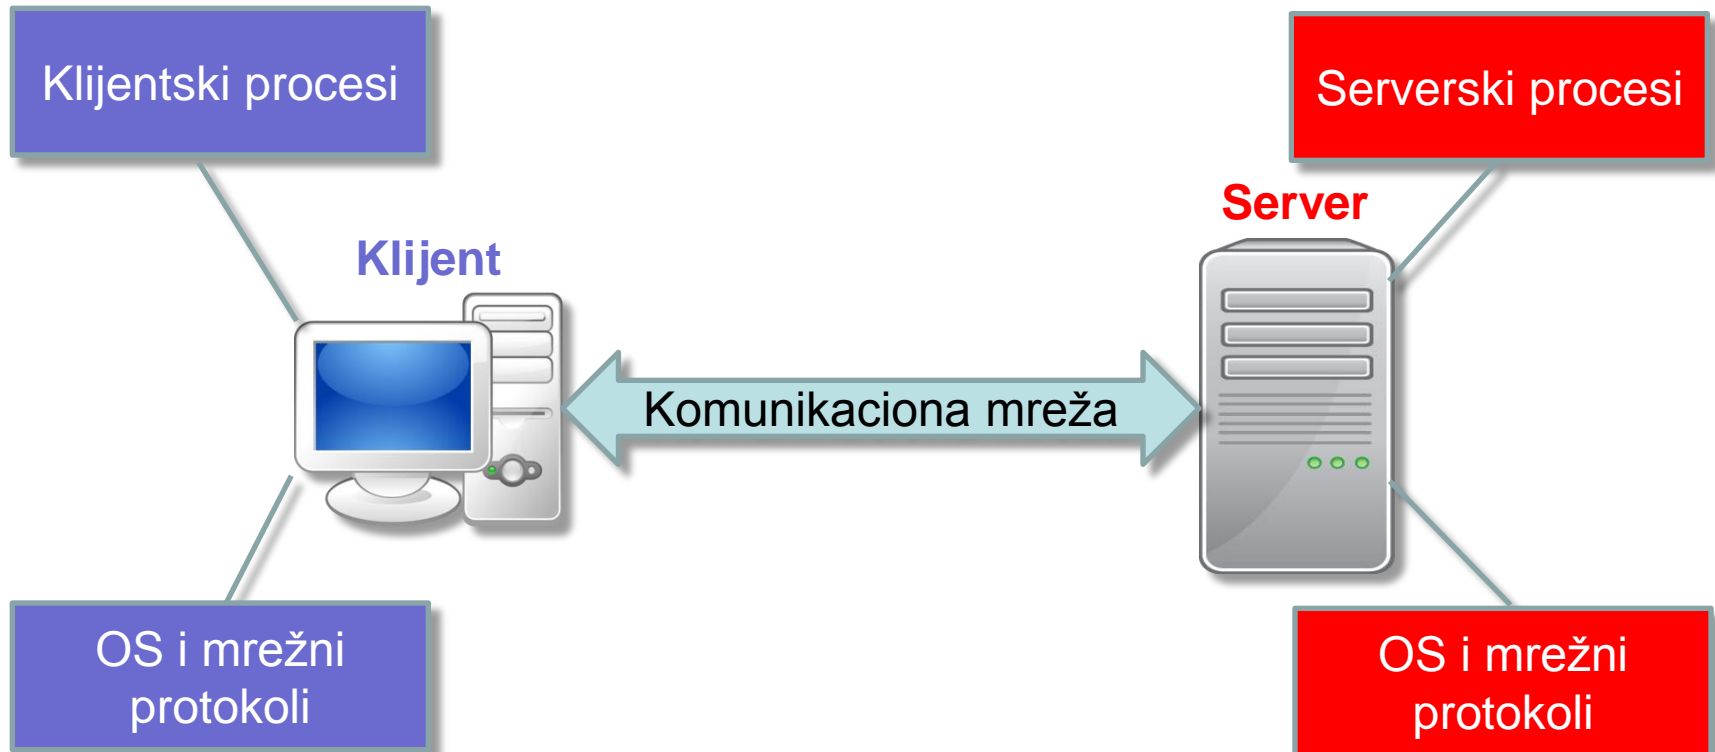 Klijentski procesi
Serverski procesi
Server
Klijent
Komunikaciona mreža
OS i mrežni
protokoli
OS i mrežni
protokoli